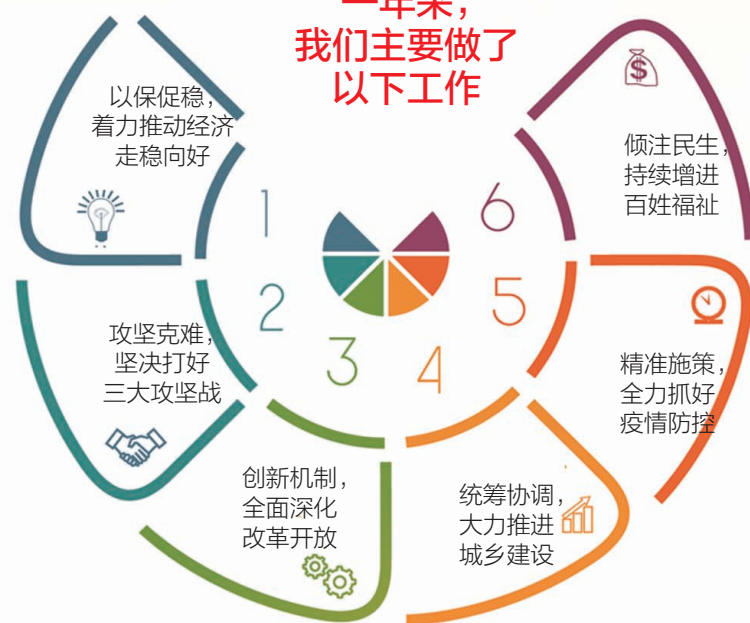 一年来，
我们主要做了
以下工作
以保促稳，
着力推动经济
走稳向好
1
攻坚克难，
坚决打好
三大攻坚战
2
创新机制，
全面深化
改革开放
3
统筹协调，
大力推进
城乡建设
4
精准施策，
全力抓好
疫情防控
5
倾注民生，
持续增进
百姓福祉
6
$